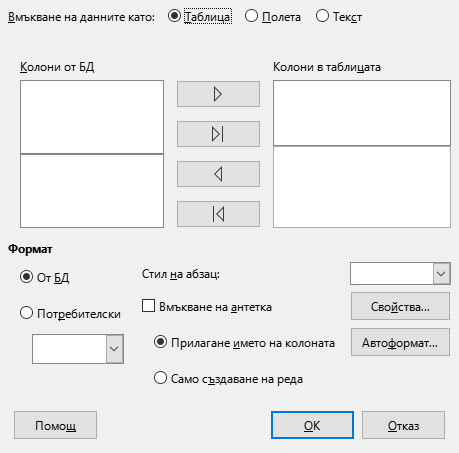 Вмъкване на данните като: Таблица Полета Текст
Колони от БД Колони в таблицата
Формат
От БД Стил на абзац:
Вмъкване на антетка Свойства...
Потребителски
Прилагане името на колоната Автоформат...
Само създаване на реда
Помощ ОК Отказ